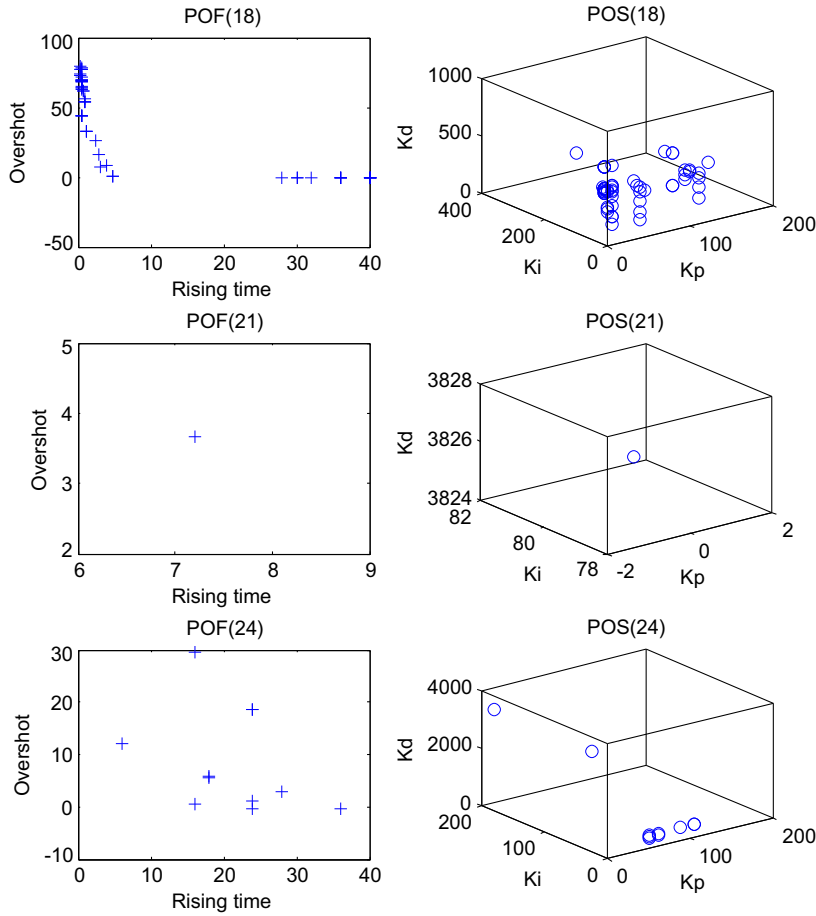 POF(18)
100
50
0
-50
Overshot
0 10 20 30 40
Rising time
POS(18)
1000
500
0
Kd
400
200
0
Ki
0
100
200
Kp
POF(21)
5
4
3
2
Overshot
6 7 8 9
Rising time
POS(21)
3828
3826
3824
Kd
82
80
78
Ki
-2
0
2
Kp
POF(24)
30
20
10
0
-10
Overshot
0 10 20 30 40
Rising time
POS(24)
4000
2000
0
Kd
200
100
0
Ki
0
100
200
Kp